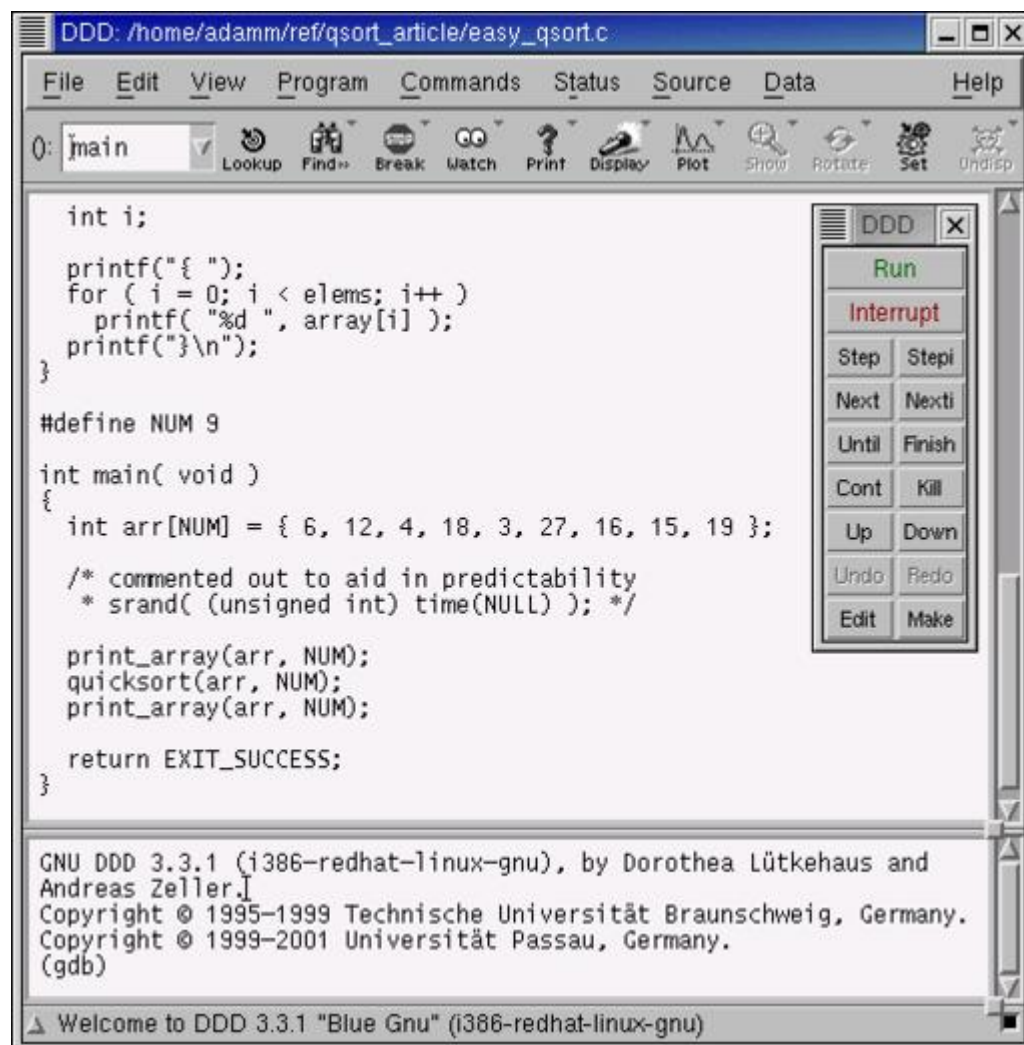 DDD: /home/adamm/ref/qsort_article/easy_qsort.c
File Edit View Program Commands Status Source Data Help
(): main Lookup Find» Break Watch Print Display Plot Show Rotate Set Undisp
int i;
printf("{ ");
for ( i = 0; i < elems; i++ )
printf( "%d ", array[i] );
printf("}\n");
}
#define NUM 9
int main( void )
{
int arr[NUM] = { 6, 12, 4, 18, 3, 27, 16, 15, 19 };
/* commented out to aid in predictability
* srand( (unsigned int) time(NULL) ); */
print_array(arr, NUM);
quicksort(arr, NUM);
print_array(arr, NUM);
return EXIT_SUCCESS;
}
DDD
Run
Interrupt
Step Stepi
Next Nexti
Until Finish
Cont Kill
Up Down
Undo Redo
Edit Make
GNU DDD 3.3.1 (i386-redhat-linux-gnu), by Dorothea Lütkehaus and
Andreas Zeller.
Copyright © 1995-1999 Technische Universität Braunschweig, Germany.
Copyright © 1999-2001 Universität Passau, Germany.
(gdb)
Welcome to DDD 3.3.1 "Blue Gnu" (i386-redhat-linux-gnu)